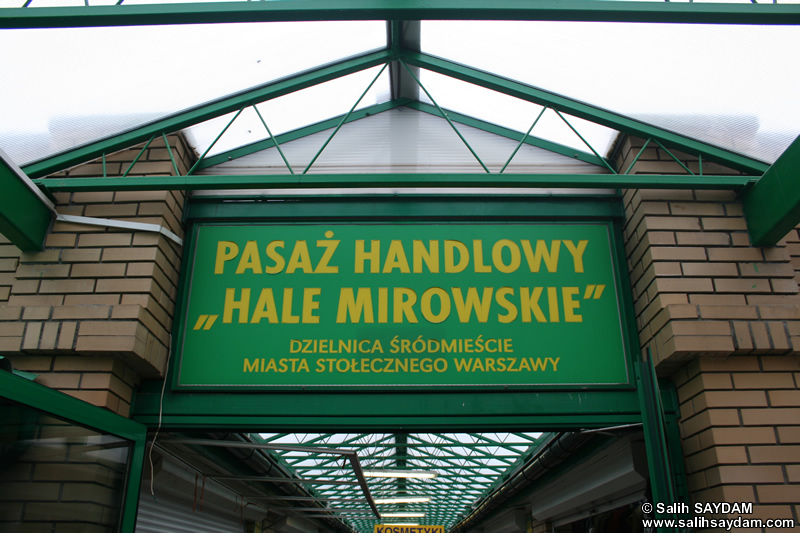 PASAŻ HANDLOWY
„HALE MIROWSKIE”
DZIELNICA ŚRÓDMIEŚCIE
MIASTA STOŁECZNEGO WARSZAWY
KOSMETYKI
© Salih SAYDAM
www.salihsaydam.com